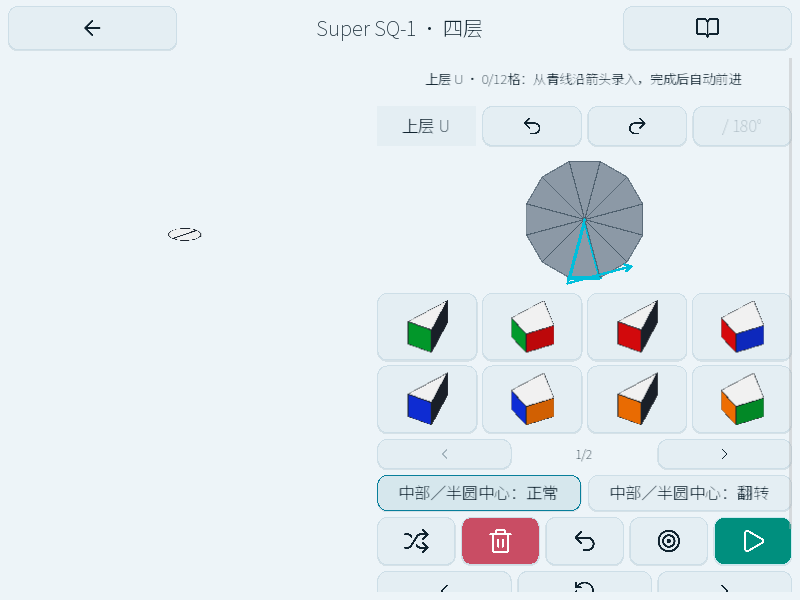 Super SQ-1 · 四层
上层 U · 0/12格：从青线沿箭头录入，完成后自动前进
上层 U
/ 180°
1/2
中部／半圆中心：正常
中部／半圆中心：翻转